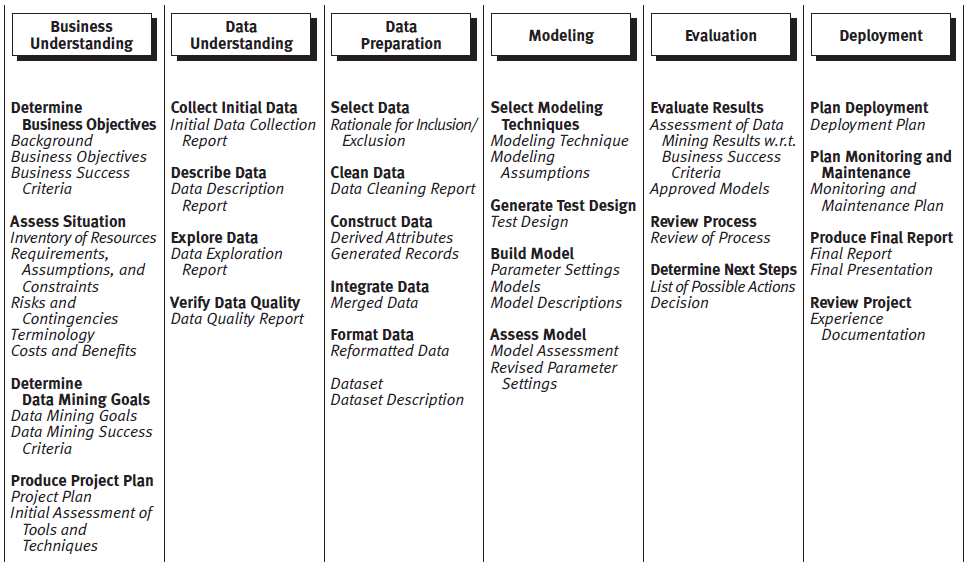 Business
Understanding
Data
Understanding
Data
Preparation
Modeling
Evaluation
Deployment
Determine
Business Objectives
Background
Business Objectives
Business Success
Criteria
Assess Situation
Inventory of Resources
Requirements,
Assumptions, and
Constraints
Risks and
Contingencies
Terminology
Costs and Benefits
Determine
Data Mining Goals
Data Mining Goals
Data Mining Success
Criteria
Produce Project Plan
Project Plan
Initial Assessment of
Tools and
Techniques
Collect Initial Data
Initial Data Collection
Report
Describe Data
Data Description
Report
Explore Data
Data Exploration
Report
Verify Data Quality
Data Quality Report
Select Data
Rationale for Inclusion/
Exclusion
Clean Data
Data Cleaning Report
Construct Data
Derived Attributes
Generated Records
Integrate Data
Merged Data
Format Data
Reformatted Data
Dataset
Dataset Description
Select Modeling
Techniques
Modeling Technique
Modeling
Assumptions
Generate Test Design
Test Design
Build Model
Parameter Settings
Models
Model Descriptions
Assess Model
Model Assessment
Revised Parameter
Settings
Evaluate Results
Assessment of Data
Mining Results w.r.t.
Business Success
Criteria
Approved Models
Review Process
Review of Process
Determine Next Steps
List of Possible Actions
Decision
Plan Deployment
Deployment Plan
Plan Monitoring and
Maintenance
Monitoring and
Maintenance Plan
Produce Final Report
Final Report
Final Presentation
Review Project
Experience
Documentation